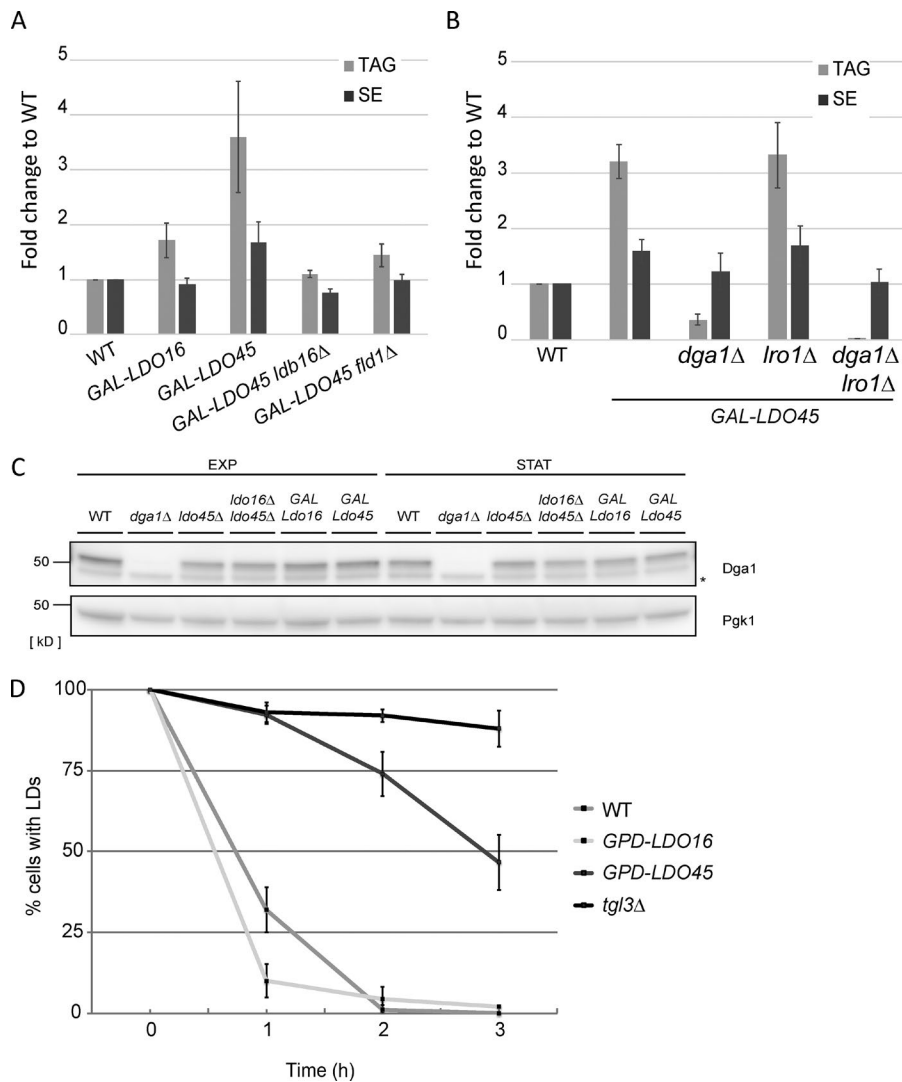 A
Fold change to WT
5
4
3
2
1
0
TAG
SE
WT
GAL-LDO16
GAL-LDO45
GAL-LDO45 ldb16Δ
GAL-LDO45 fld1Δ
B
Fold change to WT
5
4
3
2
1
0
TAG
SE
WT
dga1Δ
lro1Δ
dga1Δ
lro1Δ
GAL-LDO45
C
EXP
STAT
WT
dga1Δ
ldo45Δ
ldo16Δ
ldo45Δ
GAL
Ldo16
GAL
Ldo45
WT
dga1Δ
ldo45Δ
ldo16Δ
ldo45Δ
GAL
Ldo16
GAL
Ldo45
50
Dga1
*
50
Pgk1
[ kD ]
D
% cells with LDs
100
75
50
25
0
0 1 2 3
Time (h)
WT
GPD-LDO16
GPD-LDO45
tgl3Δ